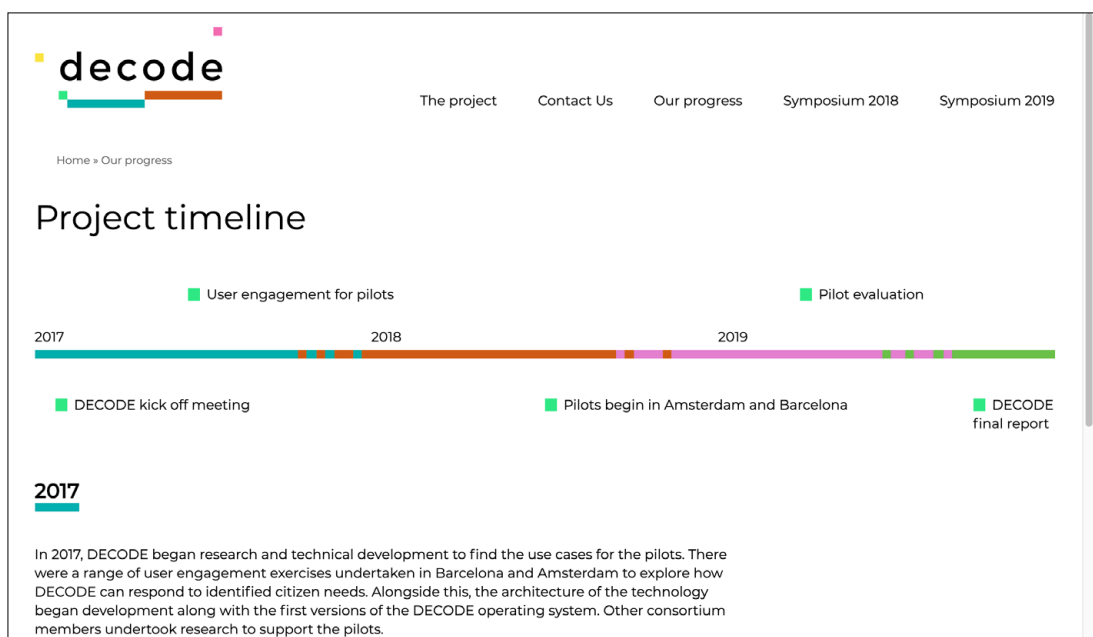 decode
The project Contact Us Our progress Symposium 2018 Symposium 2019
Home » Our progress
Project timeline
User engagement for pilots Pilot evaluation
2017 2018 2019
DECODE kick off meeting Pilots begin in Amsterdam and Barcelona DECODE
final report
2017
In 2017, DECODE began research and technical development to find the use cases for the pilots. There
were a range of user engagement exercises undertaken in Barcelona and Amsterdam to explore how
DECODE can respond to identified citizen needs. Alongside this, the architecture of the technology
began development along with the first versions of the DECODE operating system. Other consortium
members undertook research to support the pilots.